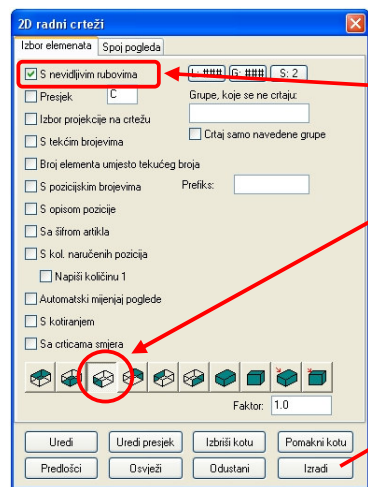 2D radni crteži
Izbor elemenata Spoj pogleda
S nevidljivim rubovima L: ### G: ### S: 2
Presjek C Grupe, koje se ne crtaju:
Izbor projekcije na crtežu
S tekćim brojevima Crtaj samo navedene grupe
Broj elementa umjesto tekućeg broja
S pozicijskim brojevima Prefiks:
S opisom pozicije
Sa šifrom artikla
S kol. naručenih pozicija
Napiši količinu 1
Automatski mijenjaj poglede
S kotiranjem
Sa crticama smjera
Faktor: 1.0
Uredi Uredi presjek Izbriši kotu Pomakni kotu
Predlošci Osvježi Odustani Izradi